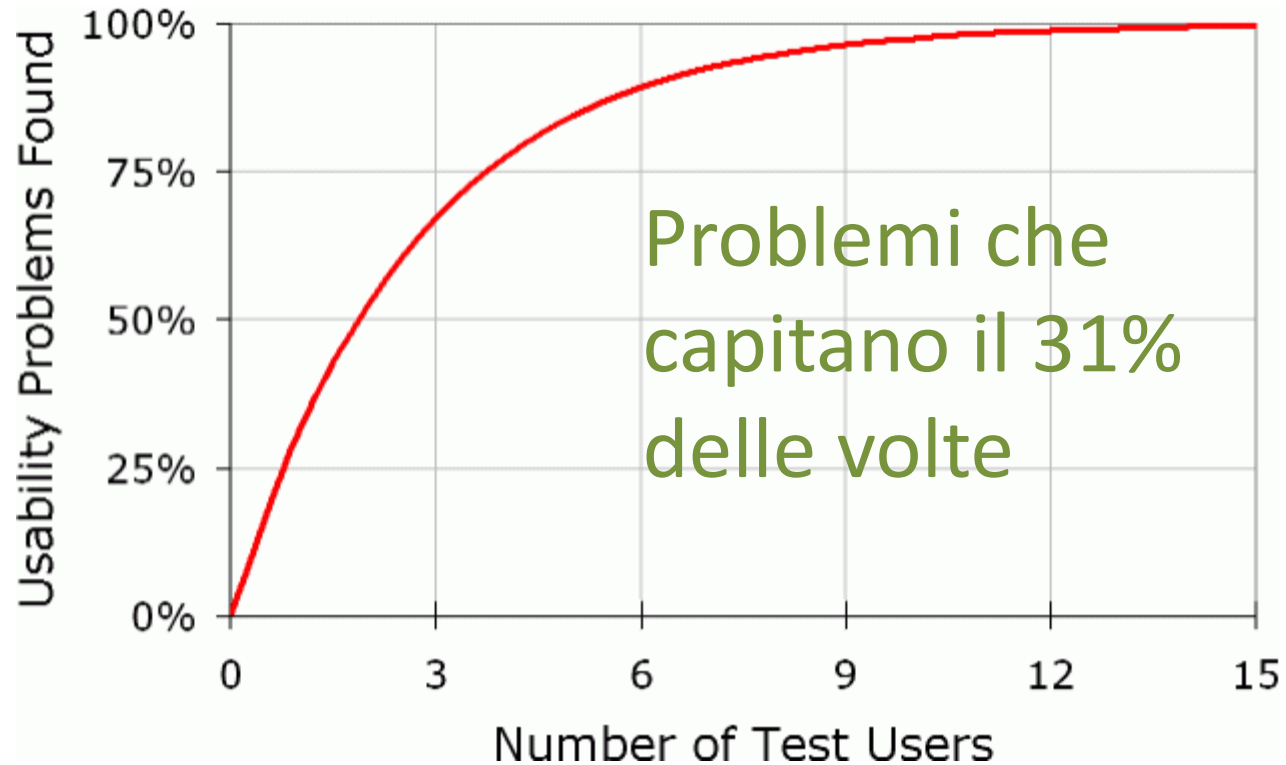 Usability Problems Found
100%
75%
50%
25%
0%
Problemi che
capitano il 31%
delle volte
0 3 6 9 12 15
Number of Test Users